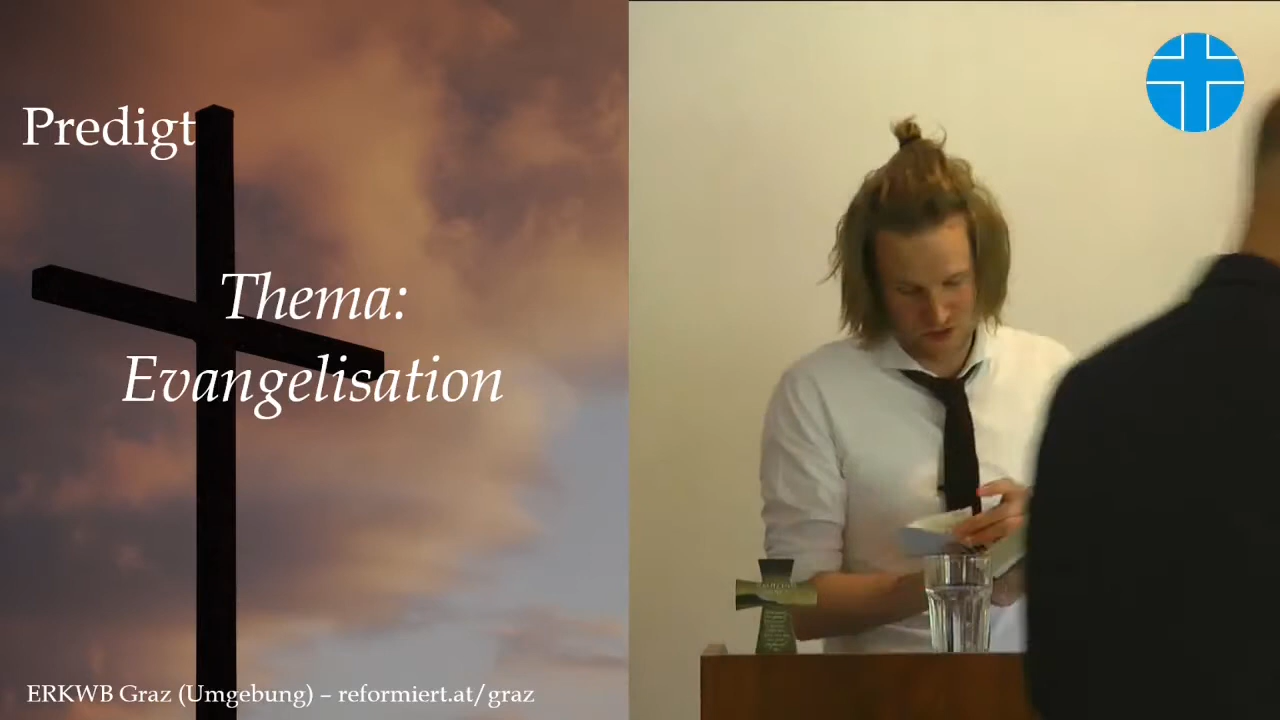 Predigt
Thema:
Evangelisation
ERKWB Graz (Umgebung) – reformiert.at/graz